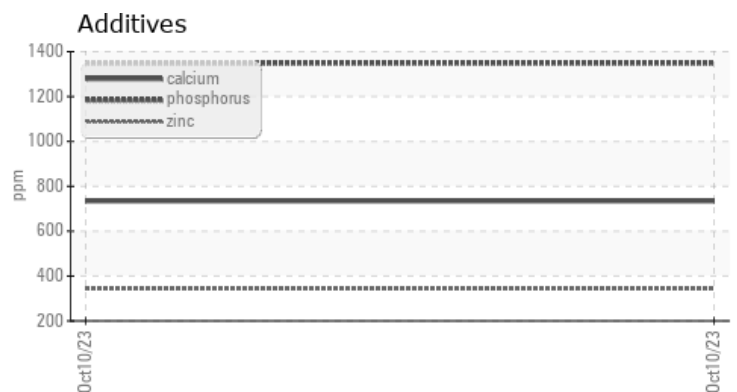 Additives
1400
1200
1000
800
600
400
200
ppm
calcium
phosphorus
zinc
Oct10/23
Oct10/23